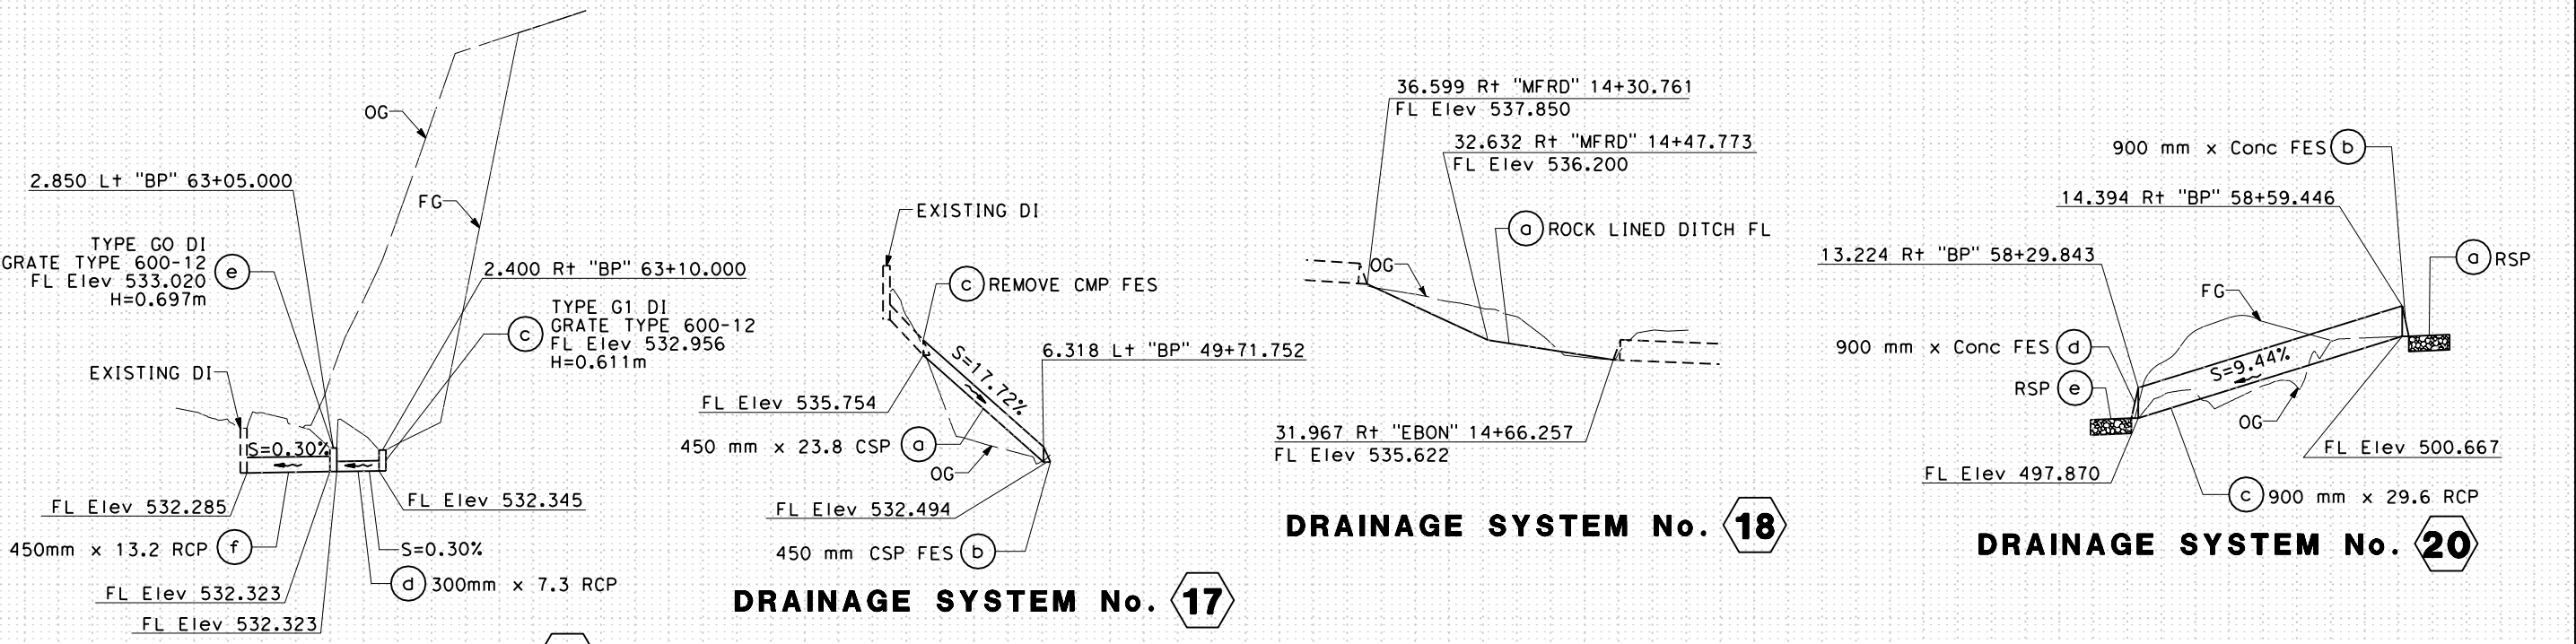 OG
FG
2.850 Lt "BP" 63+05.000
TYPE GO DI
GRATE TYPE 600-12
FL Elev 533.020
H=0.697m
e
2.400 Rt "BP" 63+10.000
c
TYPE G1 DI
GRATE TYPE 600-12
FL Elev 532.956
H=0.611m
EXISTING DI
S=0.30%
FL Elev 532.285
FL Elev 532.345
450mm x 13.2 RCP f
S=0.30%
d 300mm x 7.3 RCP
FL Elev 532.323
FL Elev 532.323
EXISTING DI
c REMOVE CMP FES
S=17.72%
6.318 Lt "BP" 49+71.752
FL Elev 535.754
450 mm x 23.8 CSP a
OG
FL Elev 532.494
450 mm CSP FES b
DRAINAGE SYSTEM No. 17
36.599 Rt "MFRD" 14+30.761
FL Elev 537.850
32.632 Rt "MFRD" 14+47.773
FL Elev 536.200
a ROCK LINED DITCH FL
OG
31.967 Rt "EBON" 14+66.257
FL Elev 535.622
DRAINAGE SYSTEM No. 18
900 mm x Conc FES b
14.394 Rt "BP" 58+59.446
13.224 Rt "BP" 58+29.843
a RSP
FG
900 mm x Conc FES d
S=9.44%
RSP e
OG
FL Elev 500.667
FL Elev 497.870
c 900 mm x 29.6 RCP
DRAINAGE SYSTEM No. 20